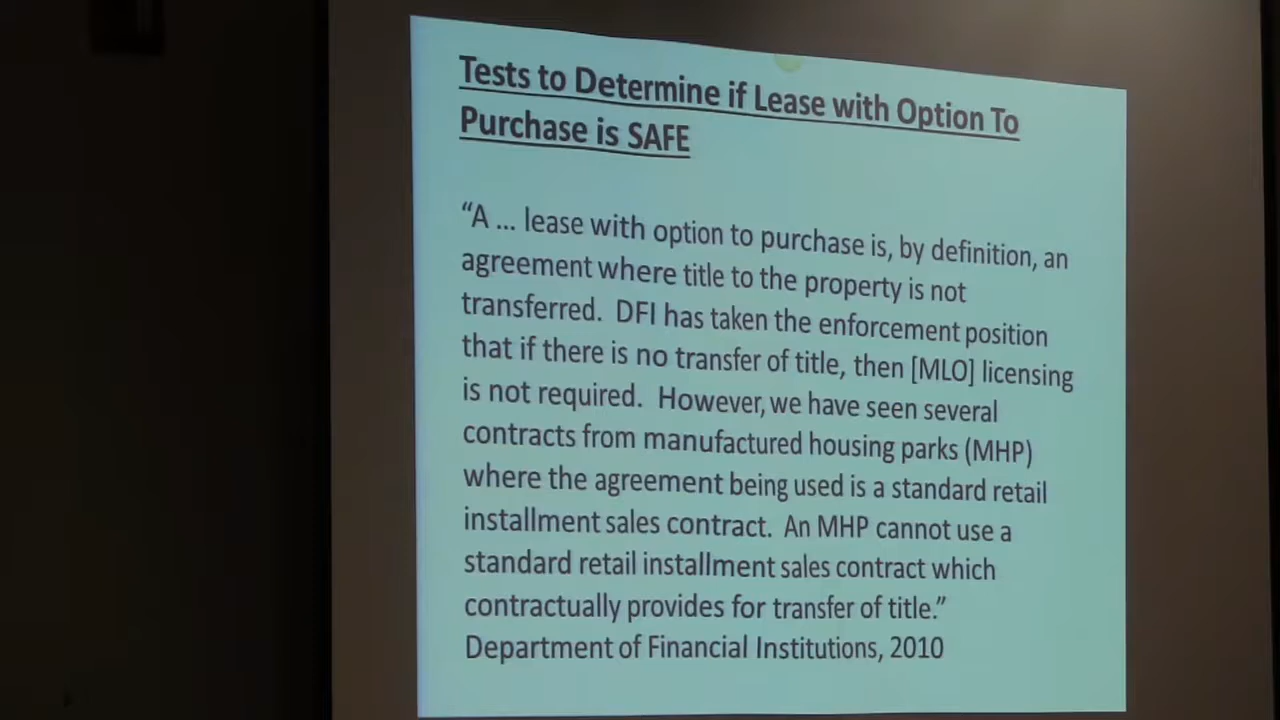 Tests to Determine if Lease with Option To
Purchase is SAFE
“A ... lease with option to purchase is, by definition, an
agreement where title to the property is not
transferred. DFI has taken the enforcement position
that if there is no transfer of title, then [MLO] licensing
is not required. However, we have seen several
contracts from manufactured housing parks (MHP)
where the agreement being used is a standard retail
installment sales contract. An MHP cannot use a
standard retail installment sales contract which
contractually provides for transfer of title.”
Department of Financial Institutions, 2010